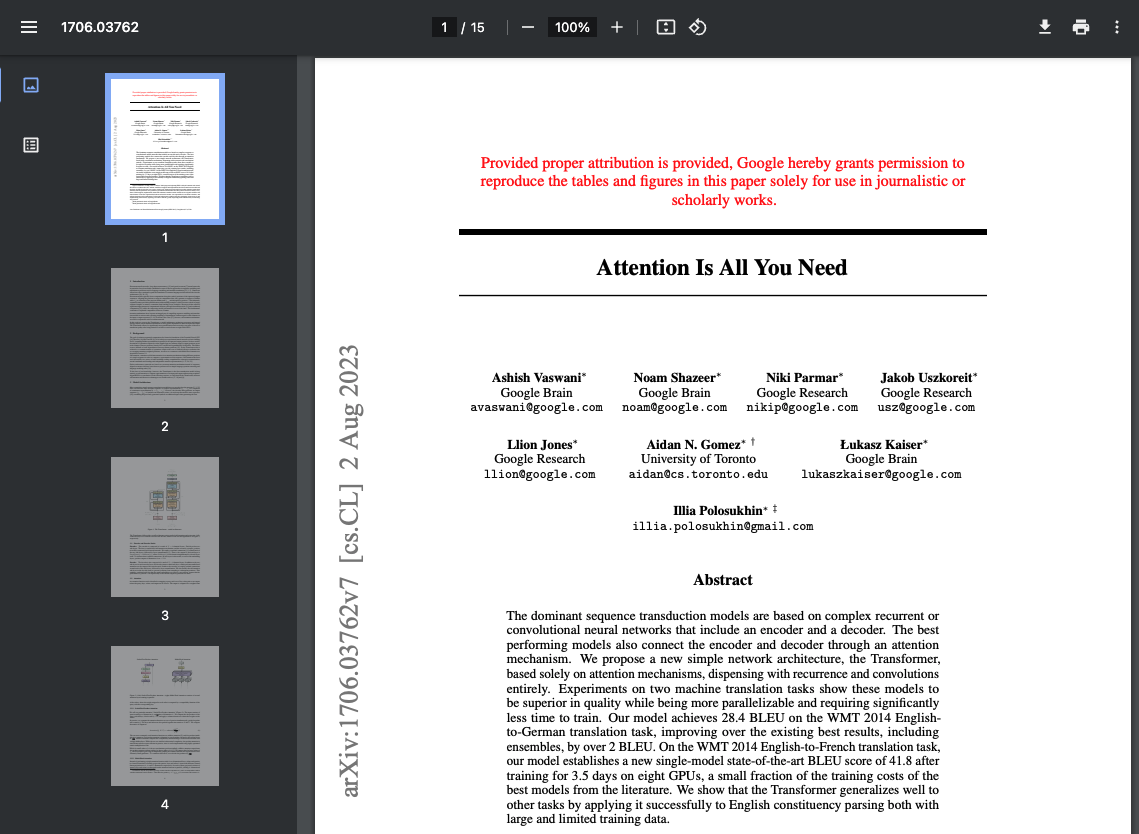 1706.03762
1 / 15
100%
1
2
3
4
Provided proper attribution is provided, Google hereby grants permission to
reproduce the tables and figures in this paper solely for use in journalistic or
scholarly works.
Attention Is All You Need
arXiv:1706.03762v7 [cs.CL] 2 Aug 2023
Ashish Vaswani* Noam Shazeer* Niki Parmar* Jakob Uszkoreit*
Google Brain Google Brain Google Research Google Research
avaswani@google.com noam@google.com nikip@google.com usz@google.com
Llion Jones* Aidan N. Gomez* † Łukasz Kaiser*
Google Research University of Toronto Google Brain
llion@google.com aidan@cs.toronto.edu lukaszkaiser@google.com
Illia Polosukhin* ‡
illia.polosukhin@gmail.com
Abstract
The dominant sequence transduction models are based on complex recurrent or
convolutional neural networks that include an encoder and a decoder. The best
performing models also connect the encoder and decoder through an attention
mechanism. We propose a new simple network architecture, the Transformer,
based solely on attention mechanisms, dispensing with recurrence and convolutions
entirely. Experiments on two machine translation tasks show these models to
be superior in quality while being more parallelizable and requiring significantly
less time to train. Our model achieves 28.4 BLEU on the WMT 2014 English-
to-German translation task, improving over the existing best results, including
ensembles, by over 2 BLEU. On the WMT 2014 English-to-French translation task,
our model establishes a new single-model state-of-the-art BLEU score of 41.8 after
training for 3.5 days on eight GPUs, a small fraction of the training costs of the
best models from the literature. We show that the Transformer generalizes well to
other tasks by applying it successfully to English constituency parsing both with
large and limited training data.